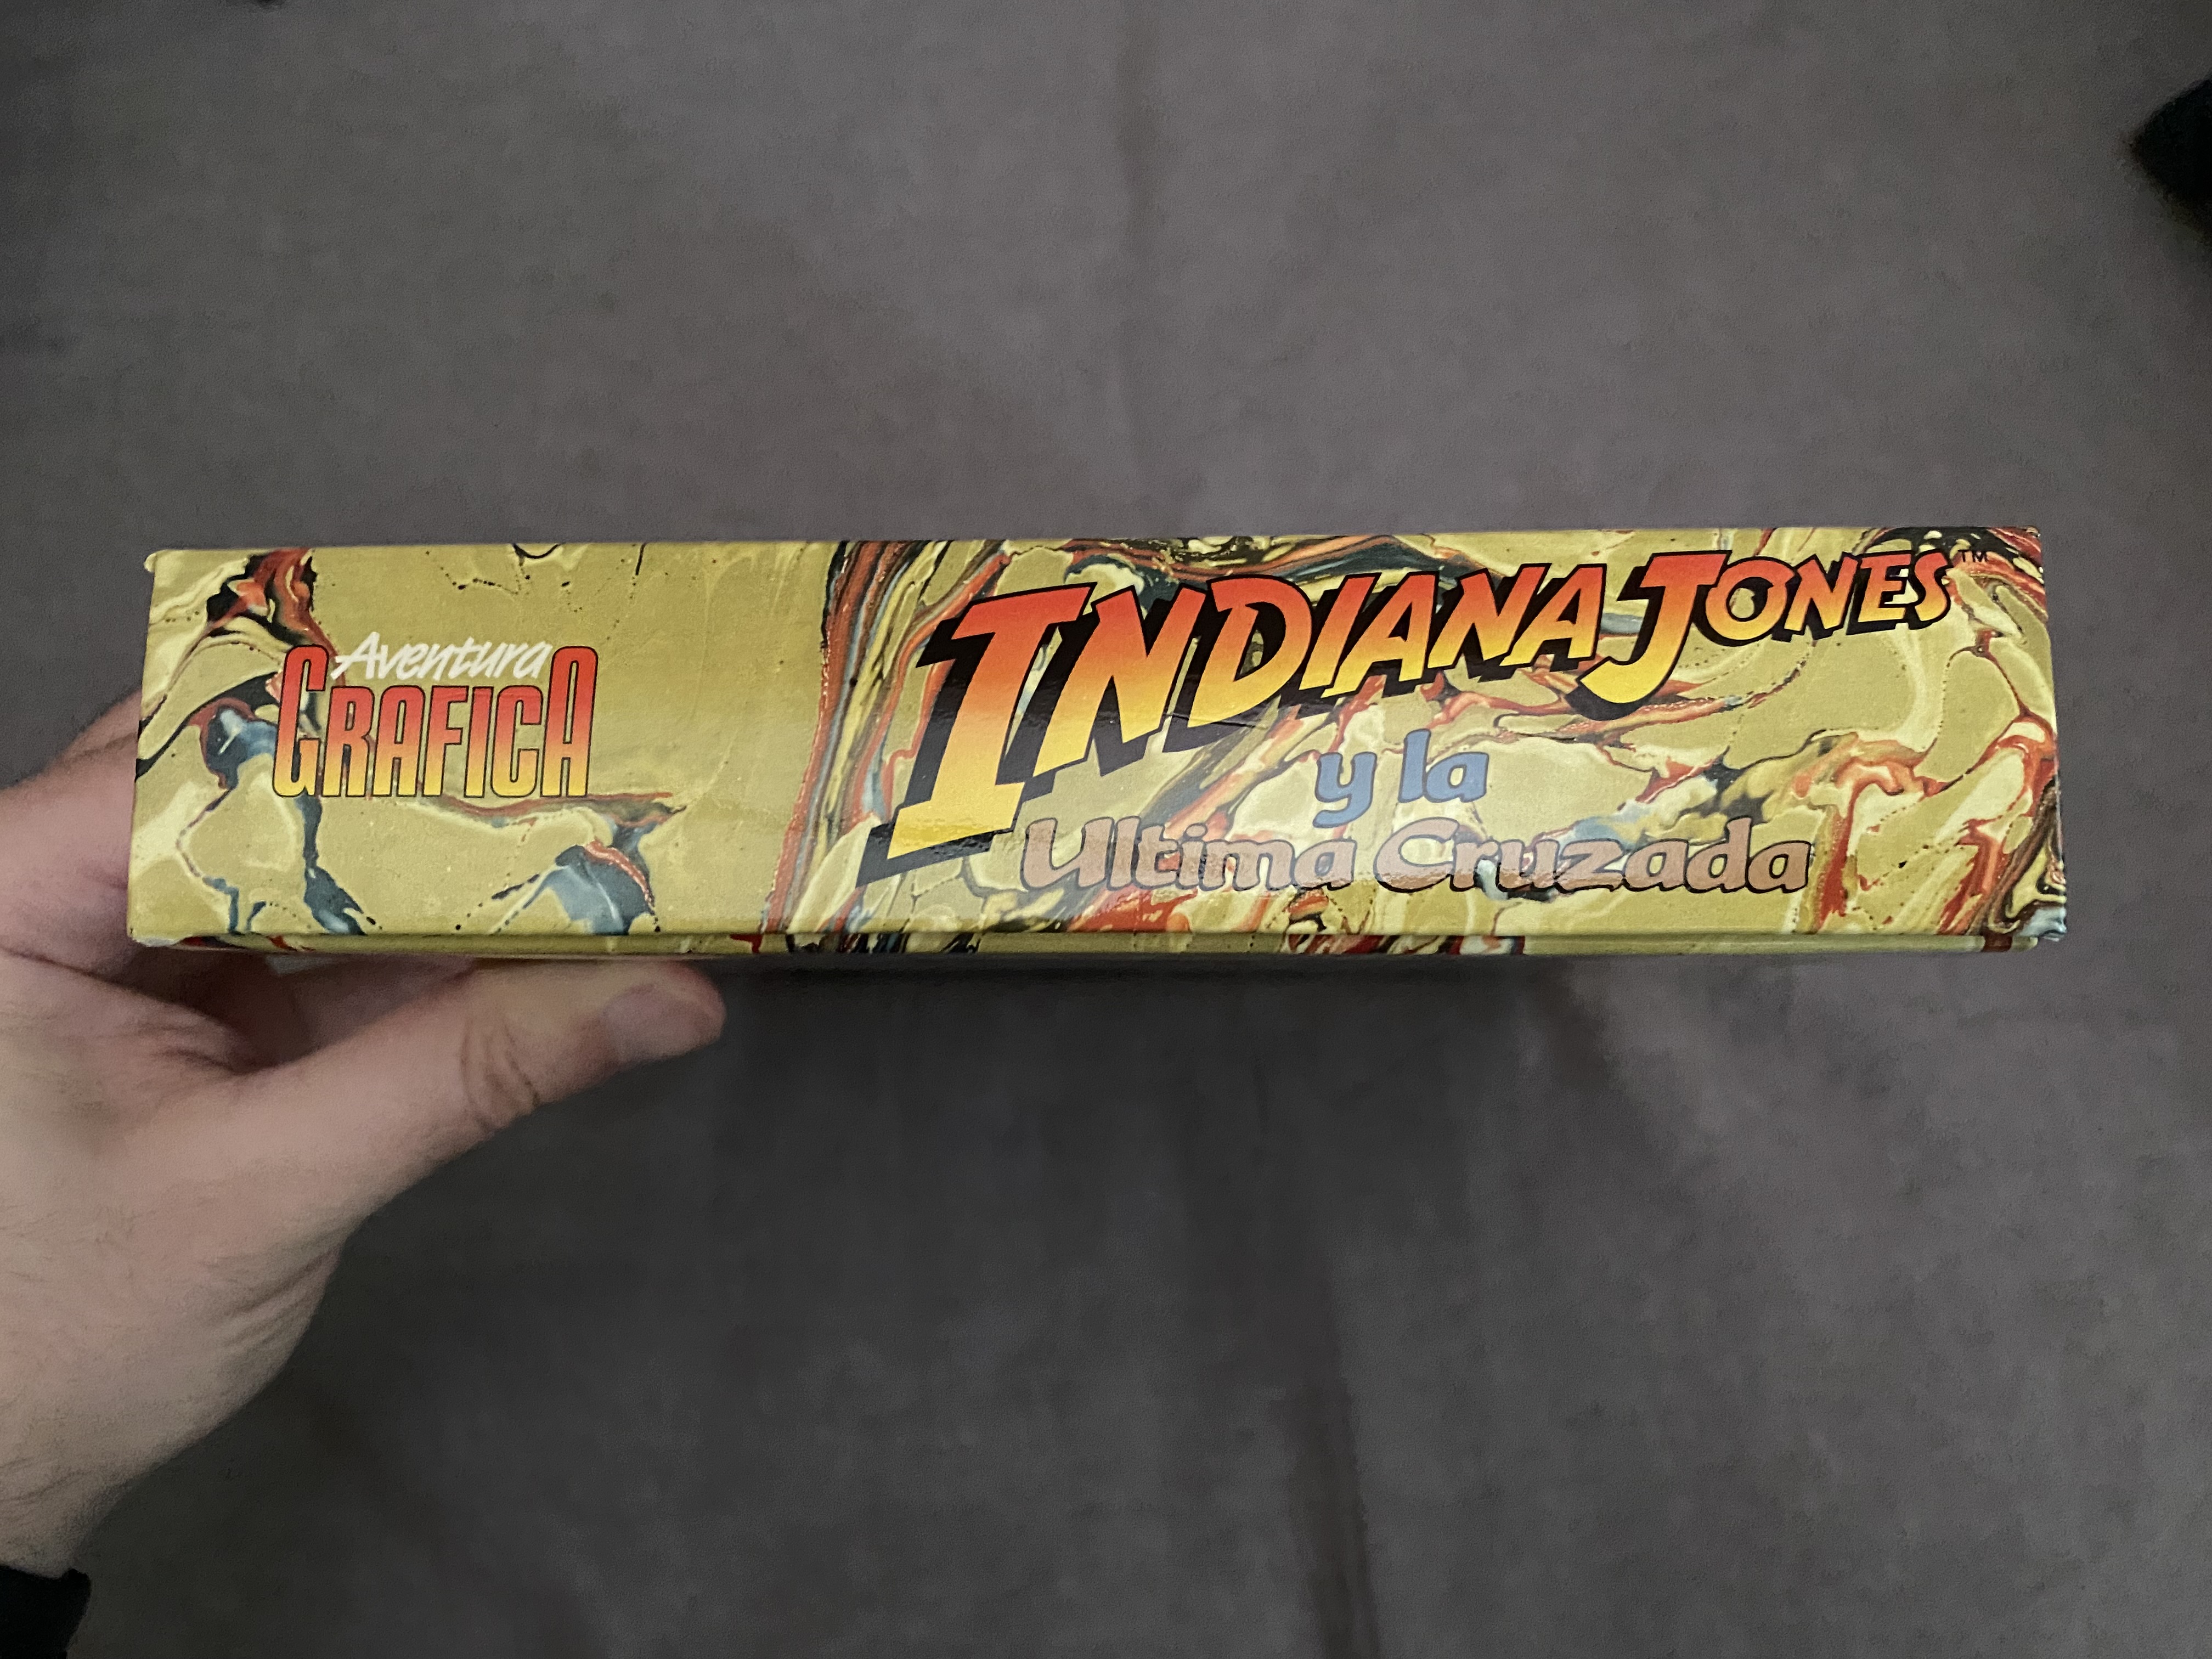 Aventura
GRAFICA
INDIANA JONES™
y la
Ultima Cruzada